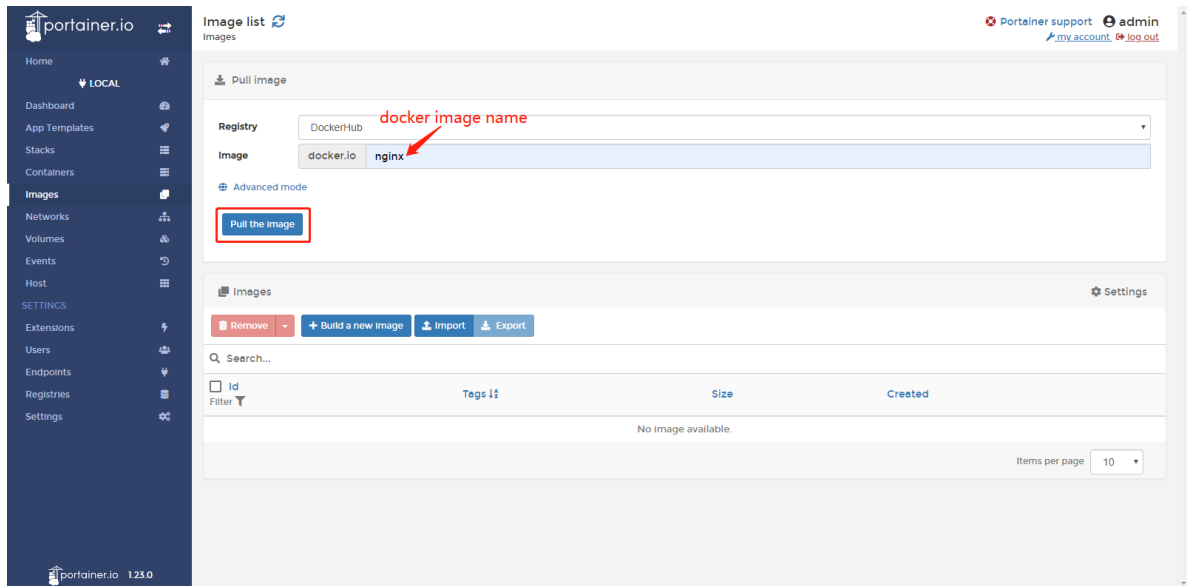 portainer.io
Home
LOCAL
Dashboard
App Templates
Stacks
Containers
Images
Networks
Volumes
Events
Host
SETTINGS
Extensions
Users
Endpoints
Registries
Settings
portainer.io 1.23.0
Image list
Images
Portainer support admin
my account log out
Pull image
docker image name
Registry DockerHub
Image docker.io nginx
Advanced mode
Pull the image
Images Settings
Remove + Build a new image Import Export
Search...
Id Tags Size Created
Filter
No image available.
Items per page 10